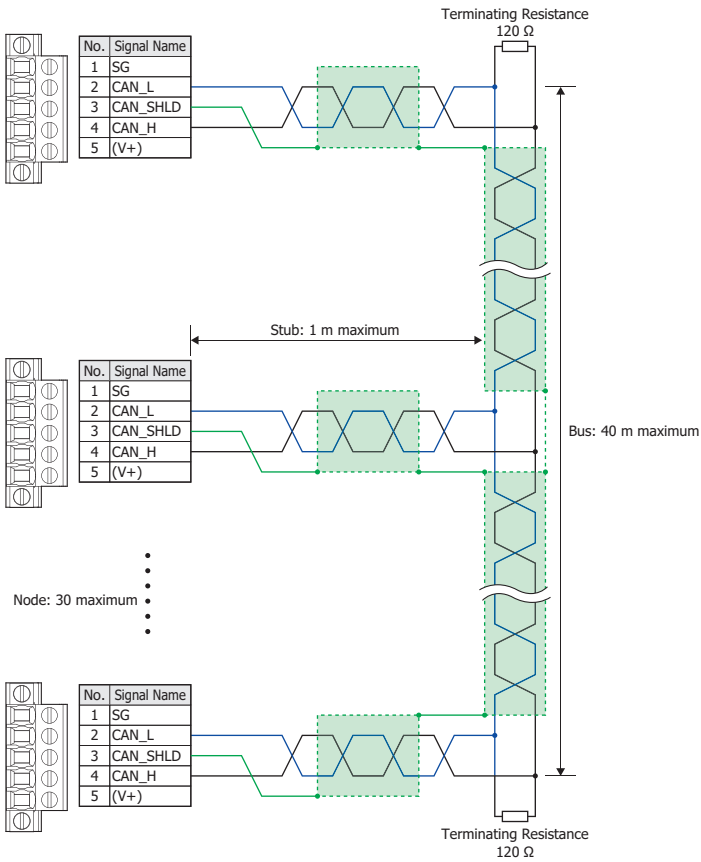 Terminating Resistance
120 Ω
No. Signal Name
1 SG
2 CAN_L
3 CAN_SHLD
4 CAN_H
5 (V+)
Stub: 1 m maximum
No. Signal Name
1 SG
2 CAN_L
3 CAN_SHLD
4 CAN_H
5 (V+)
Bus: 40 m maximum
Node: 30 maximum
No. Signal Name
1 SG
2 CAN_L
3 CAN_SHLD
4 CAN_H
5 (V+)
Terminating Resistance
120 Ω